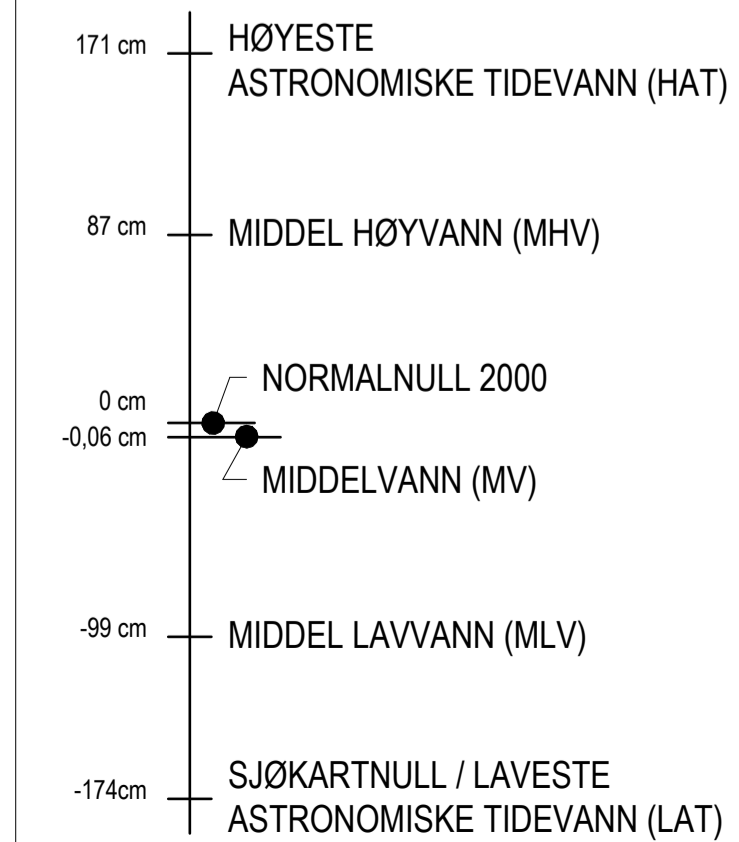 171 cm
HØYESTE
ASTRONOMISKE TIDEVANN (HAT)
87 cm
MIDDEL HØYVANN (MHV)
NORMALNULL 2000
0 cm
-0,06 cm
MIDDELVANN (MV)
-99 cm
MIDDEL LAVVANN (MLV)
-174cm
SJØKARTNULL / LAVESTE
ASTRONOMISKE TIDEVANN (LAT)